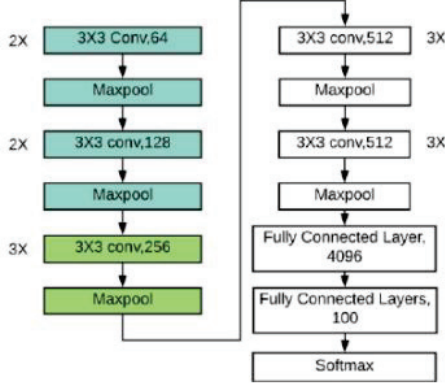 2X 3X3 Conv,64
Maxpool
2X 3X3 conv,128
Maxpool
3X 3X3 conv,256
Maxpool
3X3 conv,512 3X
Maxpool
3X3 conv,512 3X
Maxpool
Fully Connected Layer,
4096
Fully Connected Layers,
100
Softmax